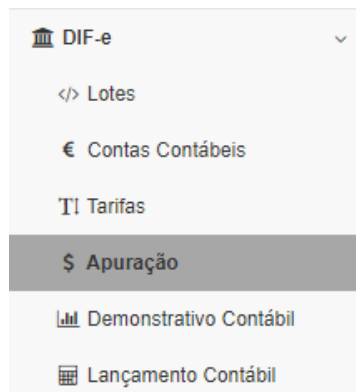 DIF-e
Lotes
Contas Contábeis
Tarifas
Apuração
Demonstrativo Contábil
Lançamento Contábil